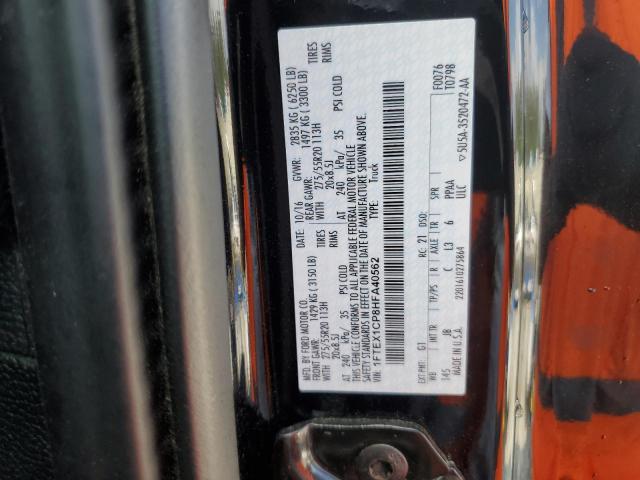 MFD. BY FORD MOTOR CO.
DATE: 10/16 GVWR: 2835 KG ( 6250 LB)
FRONT GAWR: 1429 KG ( 3150 LB) REAR GAWR: 1497 KG ( 3300 LB)
WITH 275/55R20 113H TIRES WITH 275/55R20 113H TIRES
20x8.5J RIMS 20x8.5J RIMS
AT 240 kPa/ 35 PSI COLD AT 240 kPa/ 35 PSI COLD
THIS VEHICLE CONFORMS TO ALL APPLICABLE FEDERAL MOTOR VEHICLE
SAFETY STANDARDS IN EFFECT ON THE DATE OF MANUFACTURE SHOWN ABOVE.
VIN: 1FTEX1CP8HFA40562
TYPE: Truck
F0076
T0798
EXT PNT: G1 RC: 21 DSO:
WB INT TR TP/PS R AXLE TR SPR
145 JB C L3 6 PPAA
MADE IN U.S.A. 2201610275864 ULC
5U5A-3520472-AA